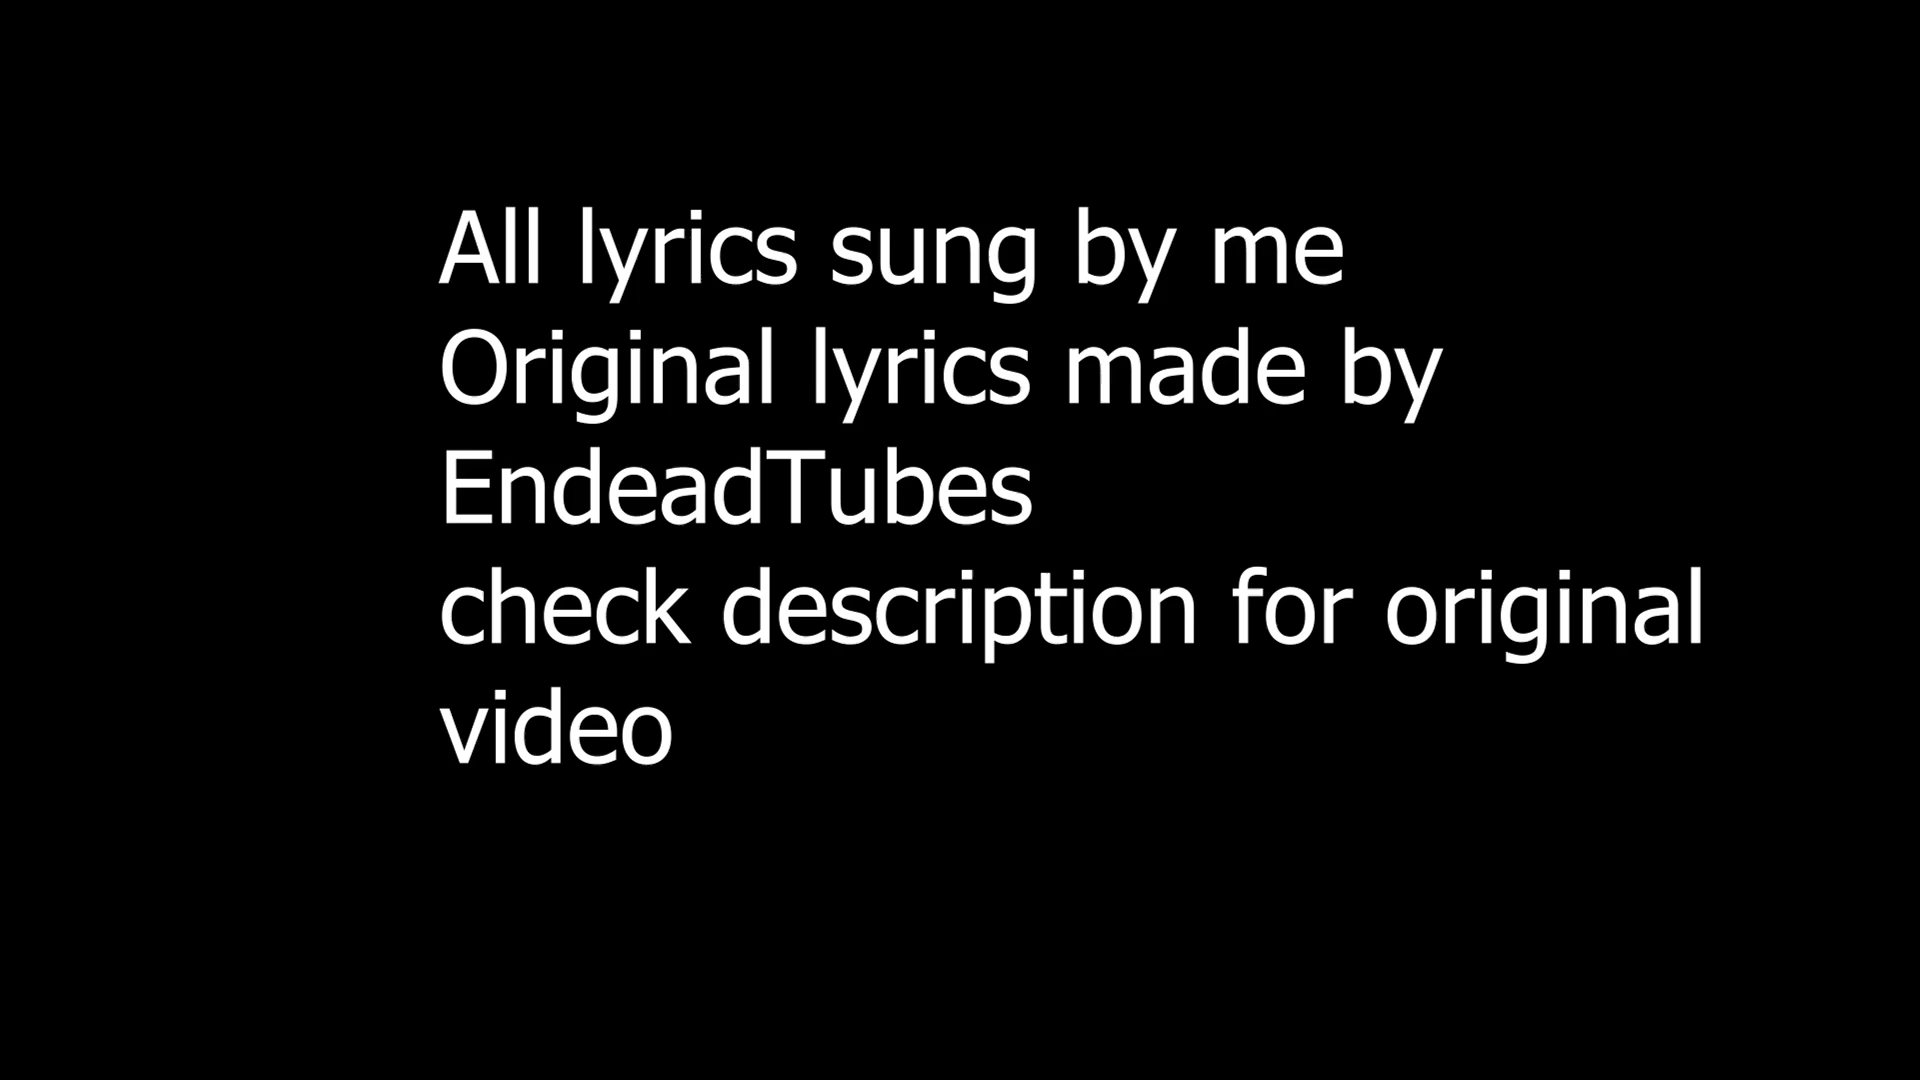 All lyrics sung by me
Original lyrics made by
EndeadTubes
check description for original
video